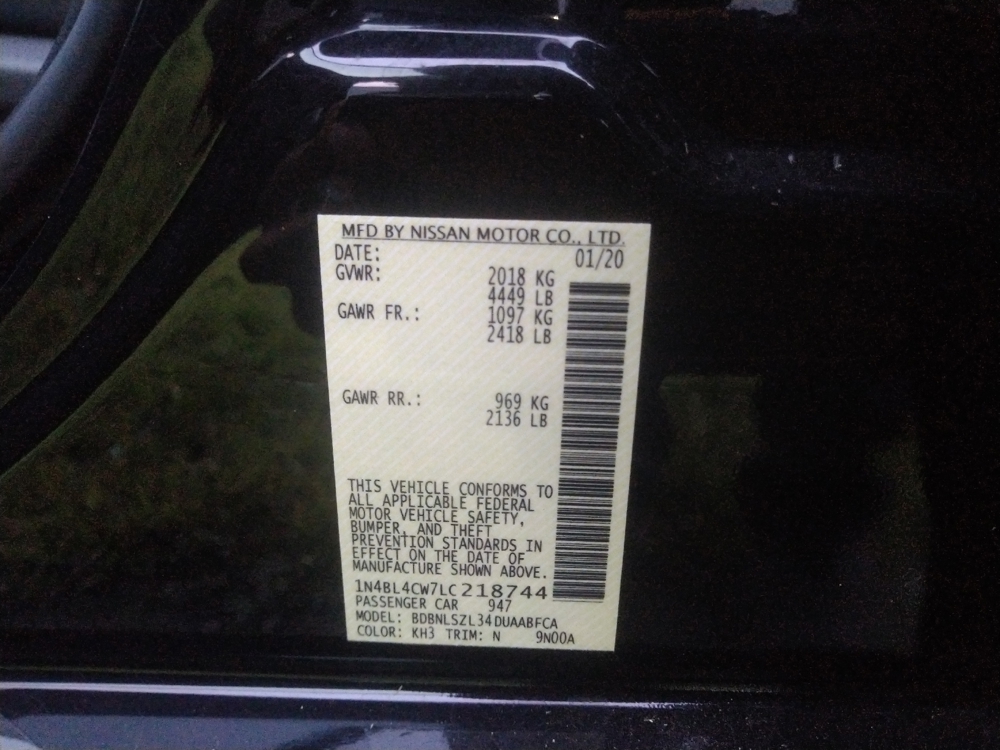 MFD BY NISSAN MOTOR CO., LTD.
DATE: 01/20
GVWR: 2018 KG
4449 LB
GAWR FR.: 1097 KG
2418 LB
GAWR RR.: 969 KG
2136 LB
THIS VEHICLE CONFORMS TO
ALL APPLICABLE FEDERAL
MOTOR VEHICLE SAFETY,
BUMPER, AND THEFT
PREVENTION STANDARDS IN
EFFECT ON THE DATE OF
MANUFACTURE SHOWN ABOVE.
1N4BL4CW7LC218744
PASSENGER CAR 947
MODEL: BDBNLSZL34DUAABFCA
COLOR: KH3 TRIM: N 9N00A